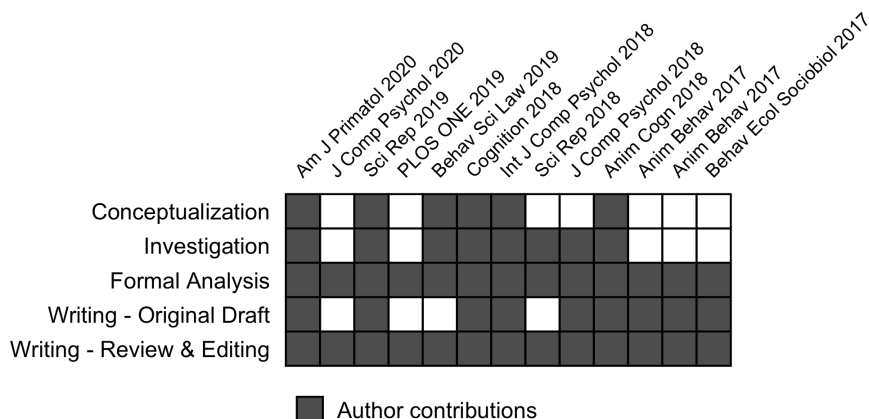 Am J Primatol 2020
J Comp Psychol 2020
Sci Rep 2019
PLOS ONE 2019
Behav Sci Law 2019
Cognition 2018
Int J Comp Psychol 2018
Sci Rep 2018
J Comp Psychol 2018
Anim Cogn 2018
Anim Behav 2017
Anim Behav 2017
Behav Ecol Sociobiol 2017
Conceptualization
Investigation
Formal Analysis
Writing - Original Draft
Writing - Review & Editing
Author contributions